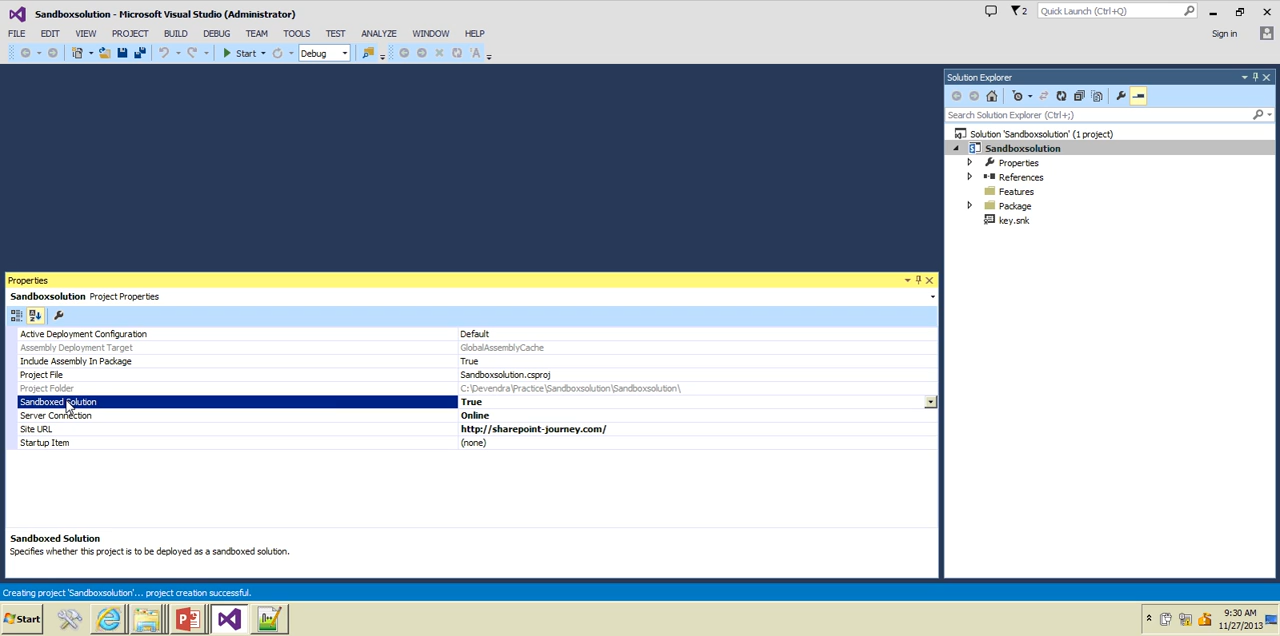 Sandboxsolution - Microsoft Visual Studio (Administrator)
2
Quick Launch (Ctrl+Q)
FILE EDIT VIEW PROJECT BUILD DEBUG TEAM TOOLS TEST ANALYZE WINDOW HELP
Sign in
Start
Debug
Solution Explorer
Search Solution Explorer (Ctrl+;)
Solution 'Sandboxsolution' (1 project)
Sandboxsolution
Properties
References
Features
Package
key.snk
Properties
Sandboxsolution Project Properties
Active Deployment Configuration Default
Assembly Deployment Target GlobalAssemblyCache
Include Assembly In Package True
Project File Sandboxsolution.csproj
Project Folder C:\Devendra\Practice\Sandboxsolution\Sandboxsolution\
Sandboxed Solution True
Server Connection Online
Site URL http://sharepoint-journey.com/
Startup Item (none)
Sandboxed Solution
Specifies whether this project is to be deployed as a sandboxed solution.
Creating project 'Sandboxsolution'... project creation successful.
Start
9:30 AM
11/27/2013